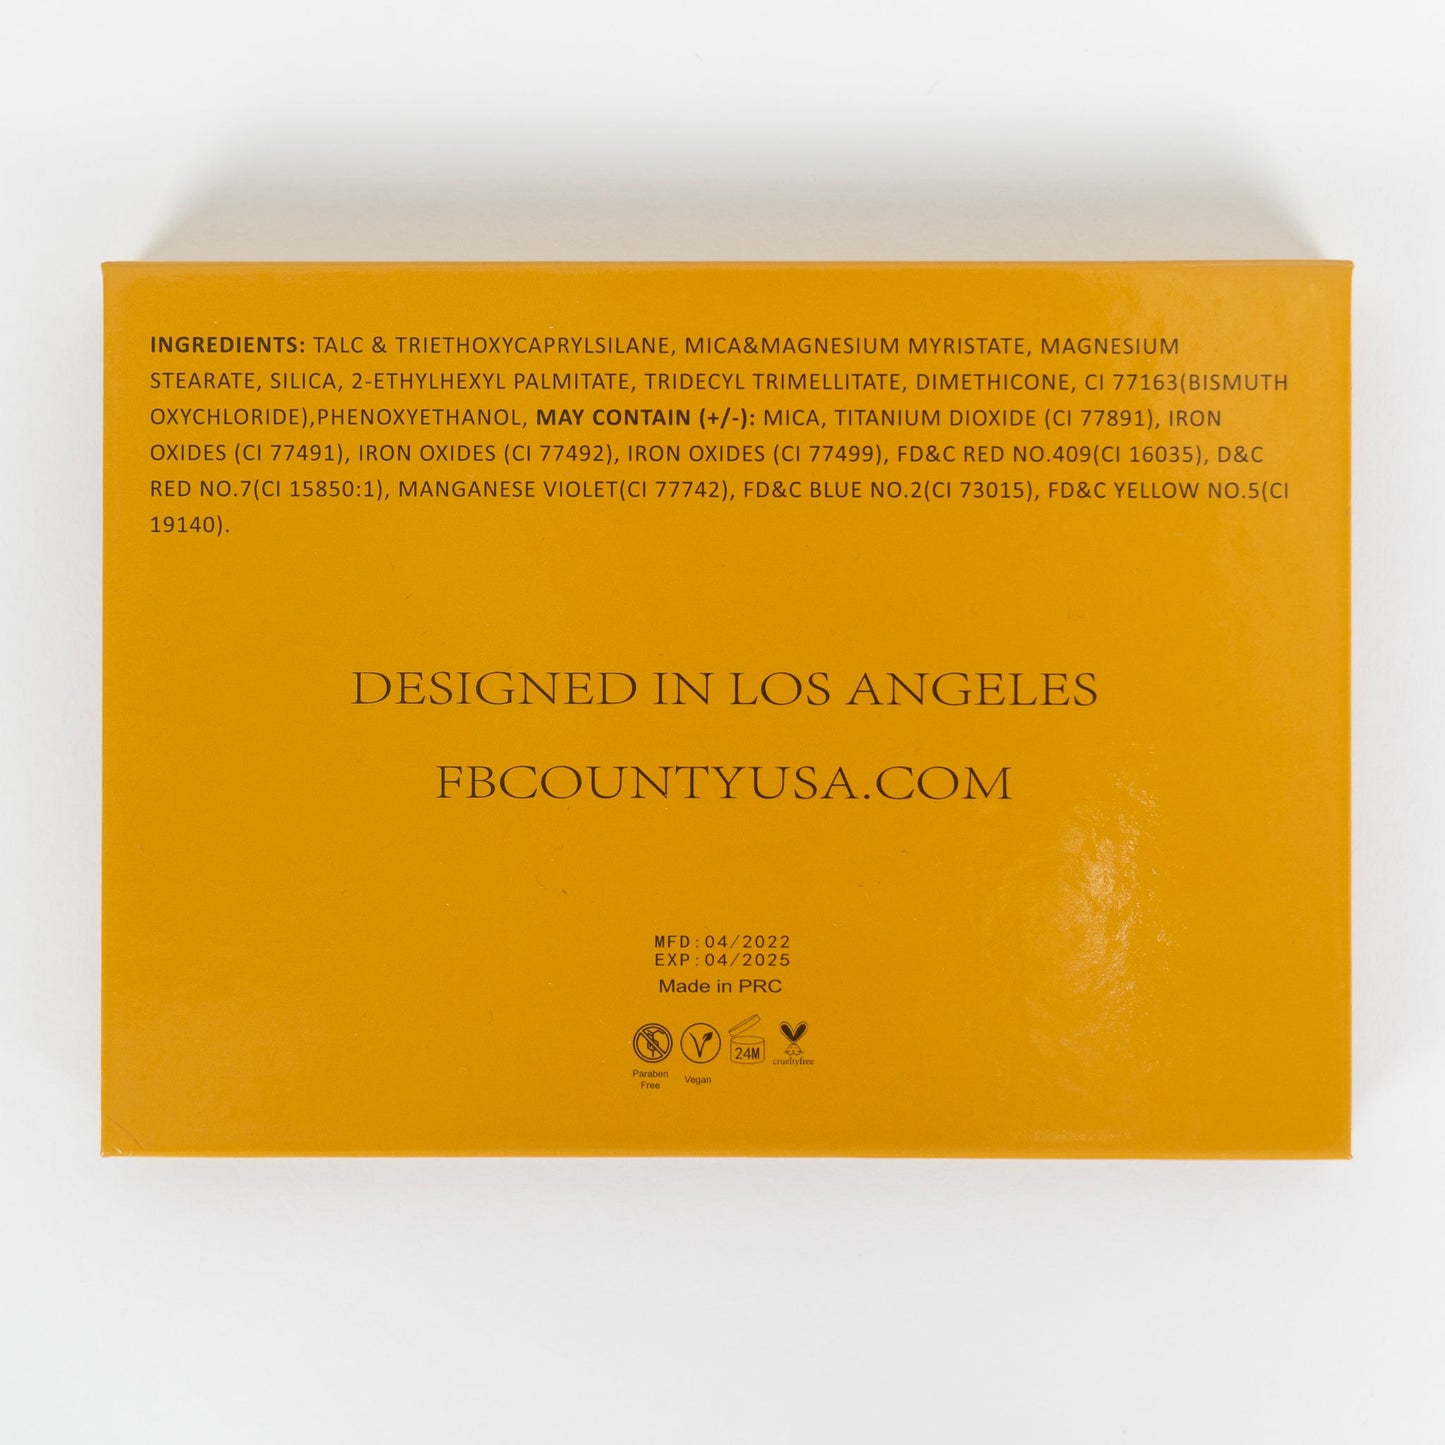 INGREDIENTS: TALC & TRIETHOXYCAPRYLSILANE, MICA&MAGNESIUM MYRISTATE, MAGNESIUM
STEARATE, SILICA, 2-ETHYLHEXYL PALMITATE, TRIDECYL TRIMELLITATE, DIMETHICONE, CI 77163(BISMUTH
OXYCHLORIDE),PHENOXYETHANOL, MAY CONTAIN (+/-): MICA, TITANIUM DIOXIDE (CI 77891), IRON
OXIDES (CI 77491), IRON OXIDES (CI 77492), IRON OXIDES (CI 77499), FD&C RED NO.409(CI 16035), D&C
RED NO.7(CI 15850:1), MANGANESE VIOLET(CI 77742), FD&C BLUE NO.2(CI 73015), FD&C YELLOW NO.5(CI
19140).
DESIGNED IN LOS ANGELES
FBCOUNTYUSA.COM
MFD:04/2022
EXP:04/2025
Made in PRC
24M
crueltyfree
Paraben
Free
Vegan